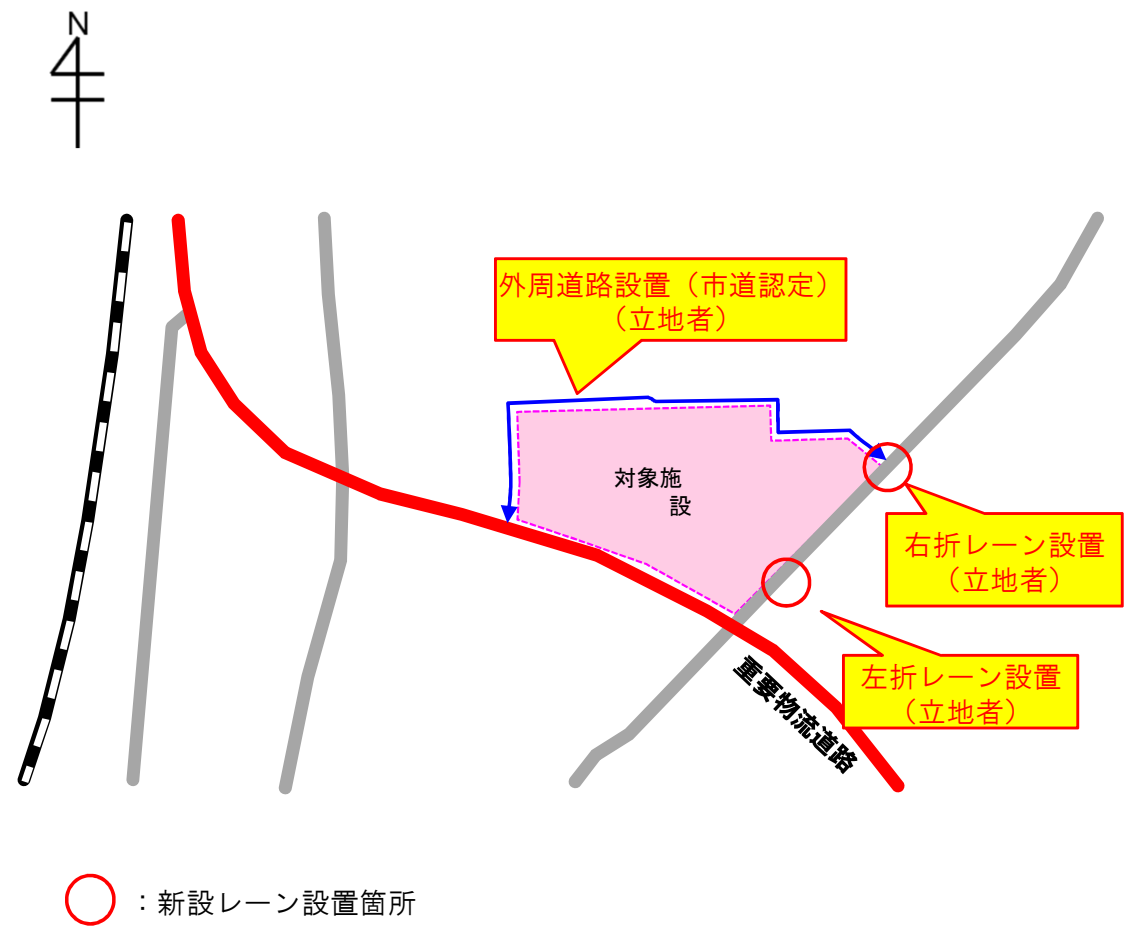 N
外周道路設置（市道認定）
（立地者）
対象施
設
右折レーン設置
（立地者）
左折レーン設置
（立地者）
重要物流道路
：新設レーン設置箇所